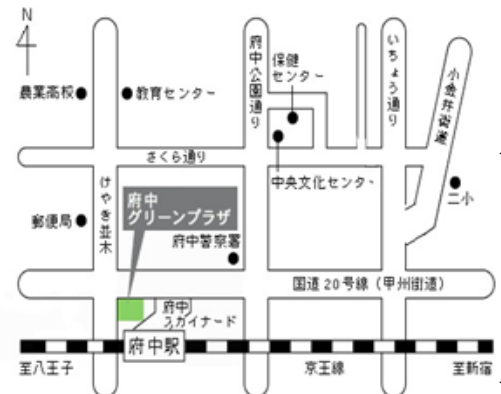 N
農業高校
教育センター
府中公園通り
保健
センター
いちょう通り
小金井街道
さくら通り
中央文化センター
けやき並木
府中
グリーンプラザ
郵便局
府中警察署
二小
国道20号線(甲州街道)
府中
スカイナード
府中駅
至八王子
京王線
至新宿